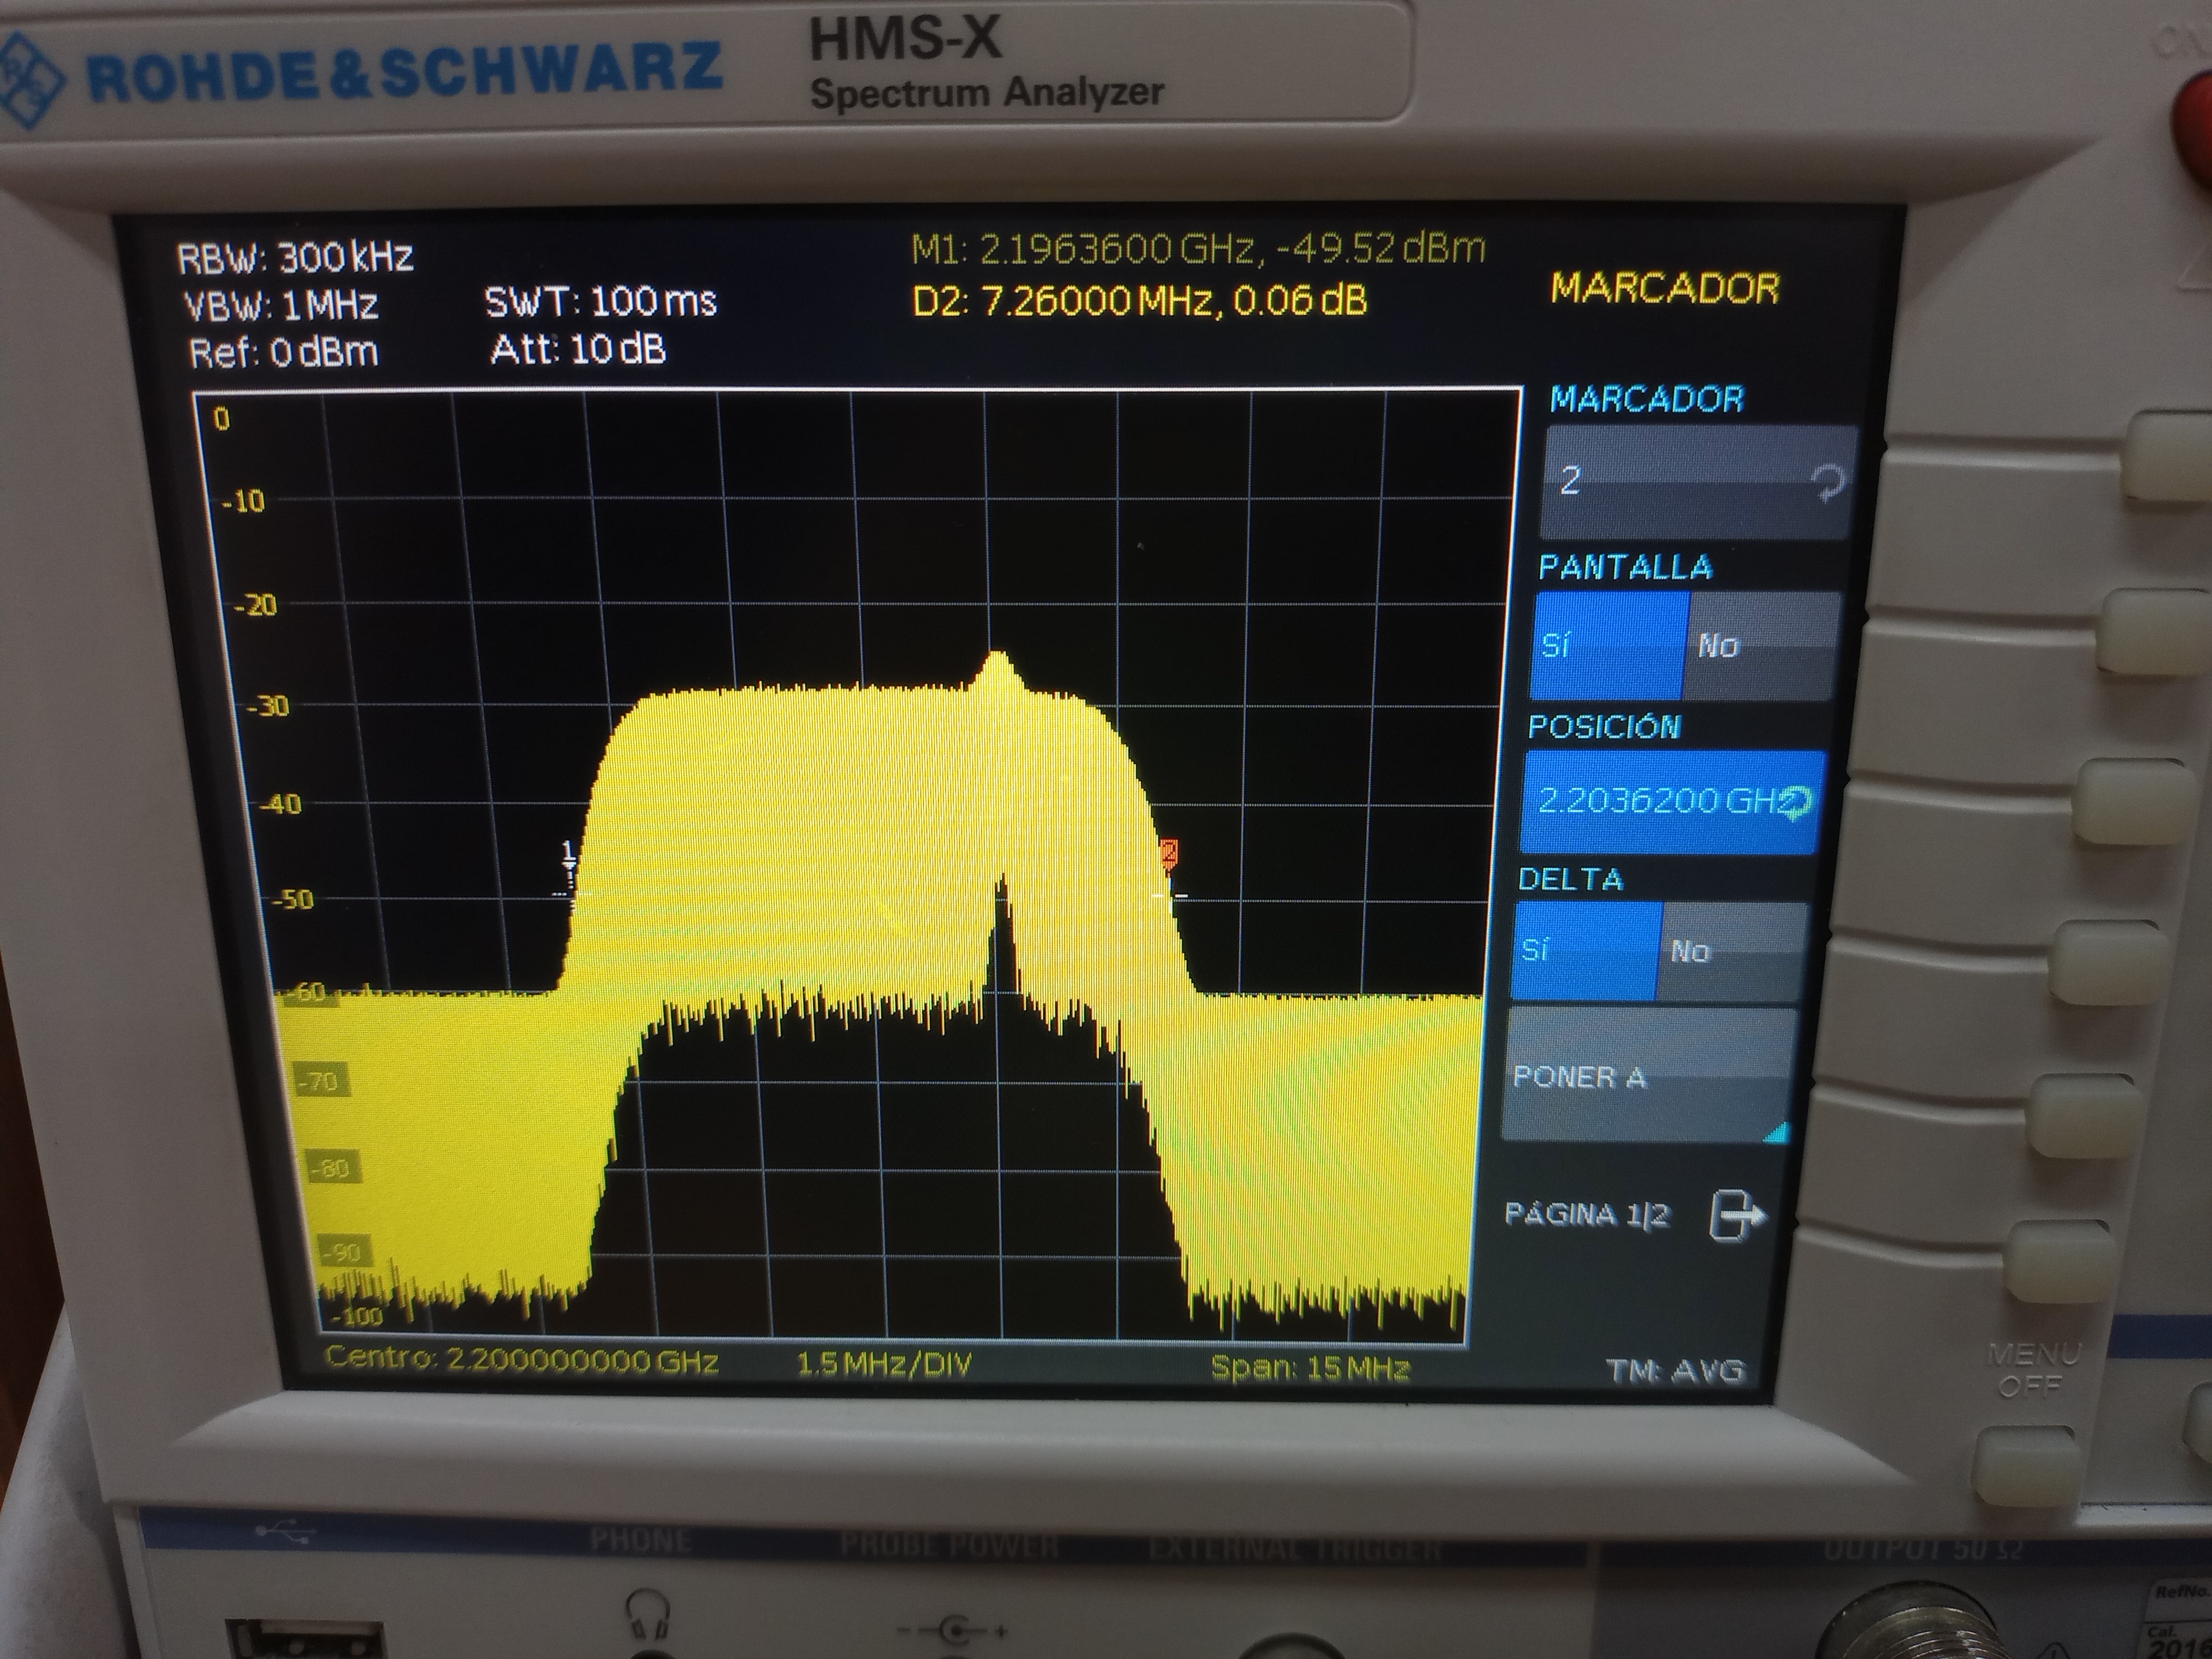 ROHDE & SCHWARZ
HMS-X
Spectrum Analyzer
RBW: 300 kHz
VBW: 1 MHz
SWT: 100 ms
Ref: 0 dBm
Att: 10 dB
M1: 2.1963600 GHz, -49.52 dBm
D2: 7.26000 MHz, 0.06 dB
MARCADOR
0
-10
-20
-30
-40
-50
-60
-70
-80
-90
-100
1
2
Centro: 2.200000000 GHz
1.5 MHz/DIV
Span: 15 MHz
MARCADOR
2
PANTALLA
Sí No
POSICIÓN
2.2036200 GHz
DELTA
Sí No
PONER A
PÁGINA 1|2
TM: AVG
MENU
OFF
PHONE
PROBE POWER
EXTERNAL TRIGGER
OUTPUT 50 Ω
RefNo.
Cal.
2016